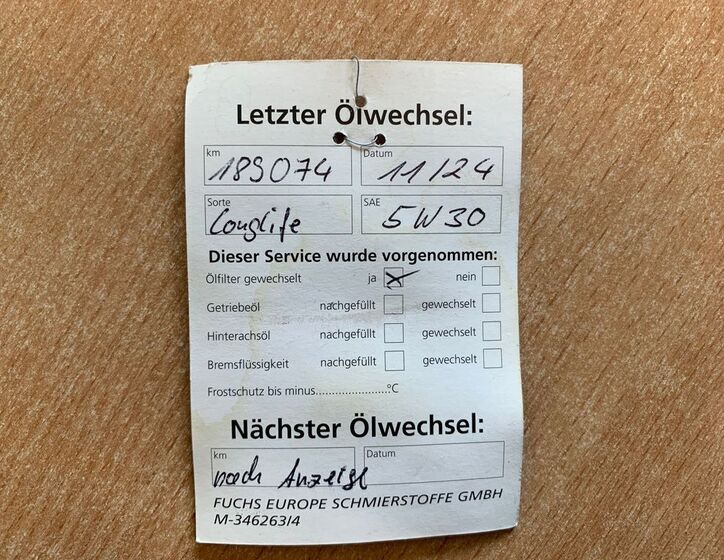 Letzter Ölwechsel:
km Datum
189074 11/24
Sorte SAE
Longlife 5W30
Dieser Service wurde vorgenommen:
Ölfilter gewechselt ja nein
Getriebeöl nachgefüllt gewechselt
Hinterachsöl nachgefüllt gewechselt
Bremsflüssigkeit nachgefüllt gewechselt
Frostschutz bis minus......................°C
Nächster Ölwechsel:
km Datum
nach Anzeige
FUCHS EUROPE SCHMIERSTOFFE GMBH
M-346263/4